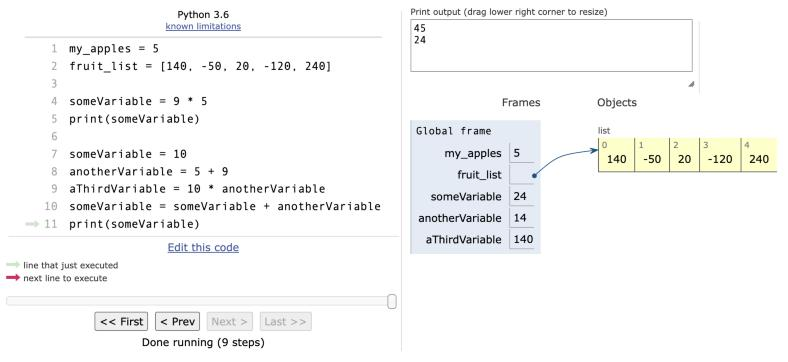 Python 3.6
known limitations
1 my_apples = 5
2 fruit_list = [140, -50, 20, -120, 240]
3
4 someVariable = 9 * 5
5 print(someVariable)
6
7 someVariable = 10
8 anotherVariable = 5 + 9
9 aThirdVariable = 10 * anotherVariable
10 someVariable = someVariable + anotherVariable
11 print(someVariable)
Edit this code
line that just executed
next line to execute
<< First < Prev Next > Last >>
Done running (9 steps)
Print output (drag lower right corner to resize)
45
24
Frames Objects
Global frame
my_apples 5
fruit_list
someVariable 24
anotherVariable 14
aThirdVariable 140
list
0 1 2 3 4
140 -50 20 -120 240